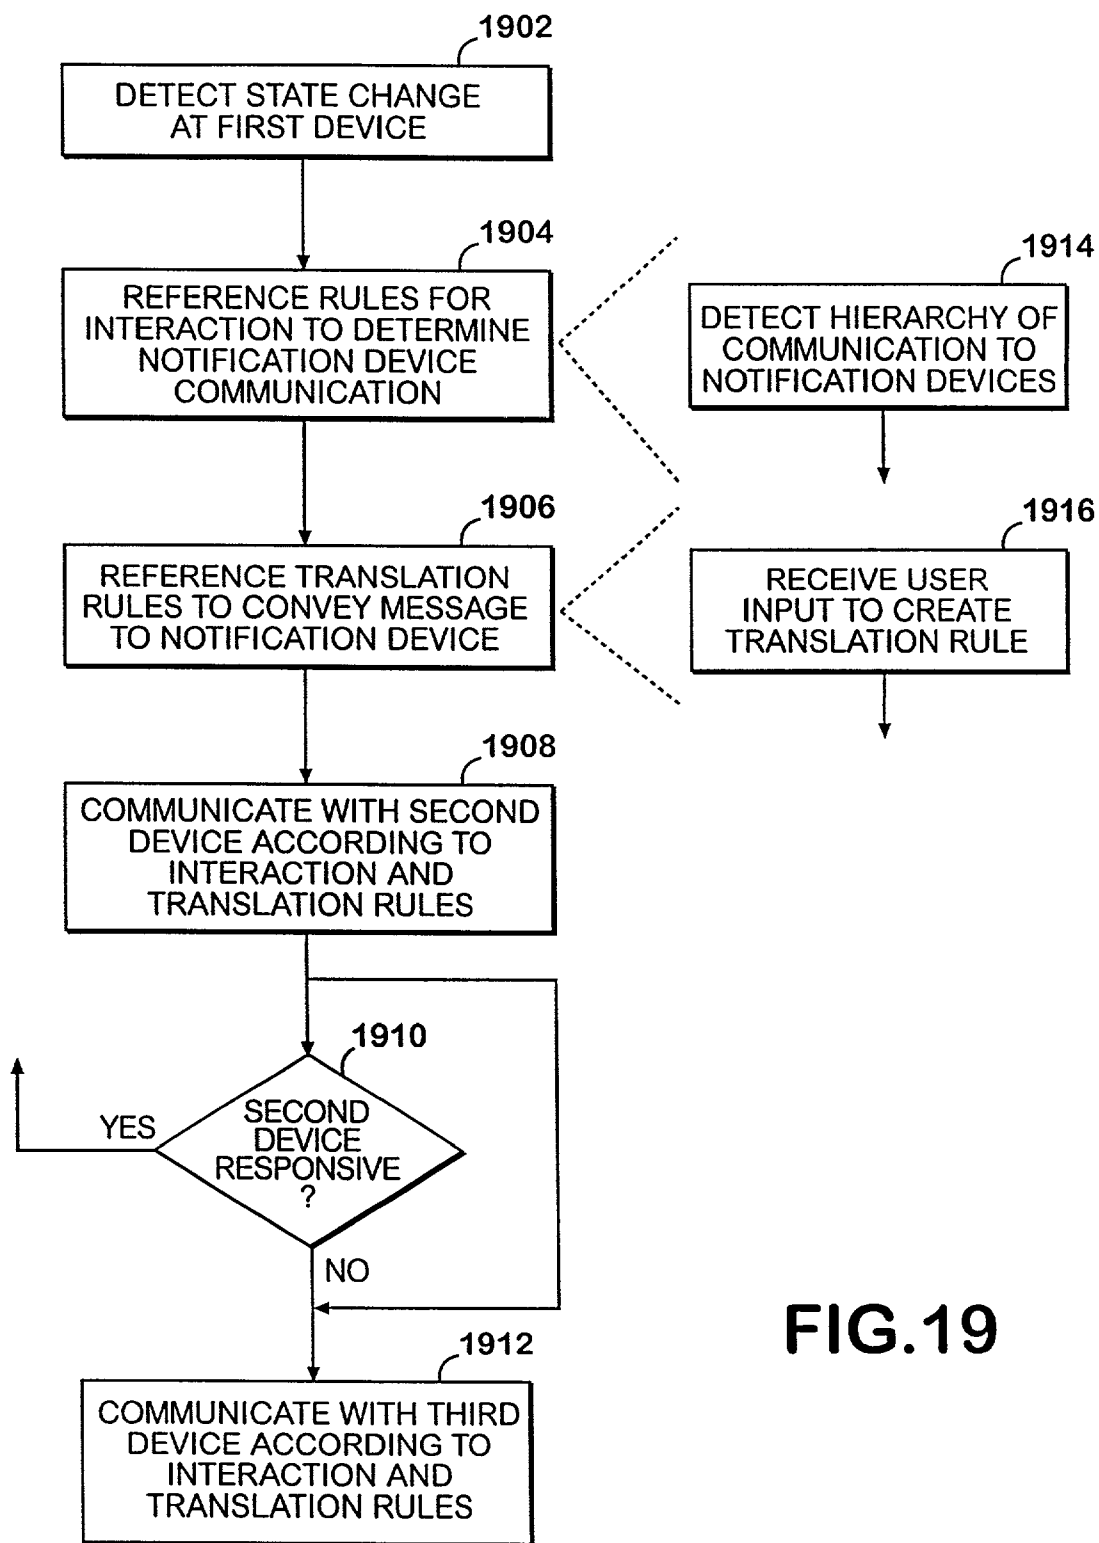 1902
DETECT STATE CHANGE
AT FIRST DEVICE
1904
REFERENCE RULES FOR
INTERACTION TO DETERMINE
NOTIFICATION DEVICE
COMMUNICATION
1914
DETECT HIERARCHY OF
COMMUNICATION TO
NOTIFICATION DEVICES
1906
REFERENCE TRANSLATION
RULES TO CONVEY MESSAGE
TO NOTIFICATION DEVICE
1916
RECEIVE USER
INPUT TO CREATE
TRANSLATION RULE
1908
COMMUNICATE WITH SECOND
DEVICE ACCORDING TO
INTERACTION AND
TRANSLATION RULES
1910
SECOND
DEVICE
RESPONSIVE
?
YES
NO
1912
COMMUNICATE WITH THIRD
DEVICE ACCORDING TO
INTERACTION AND
TRANSLATION RULES
FIG.19